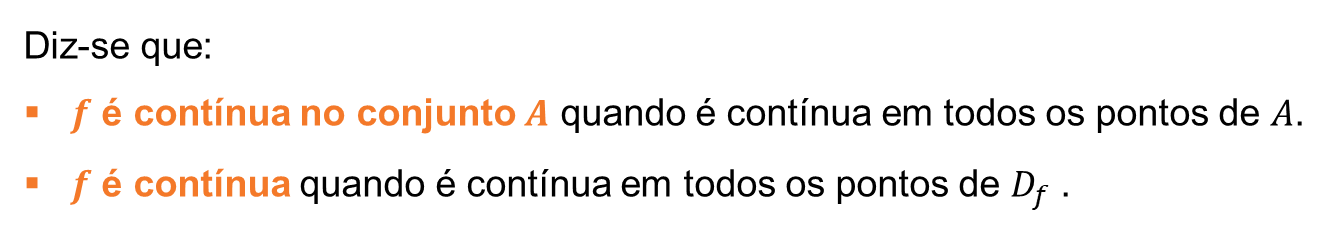 Diz-se que:
▪ 𝒇 é contínua no conjunto 𝑨 quando é contínua em todos os pontos de 𝐴.
▪ 𝒇 é contínua quando é contínua em todos os pontos de 𝐷𝑓 .